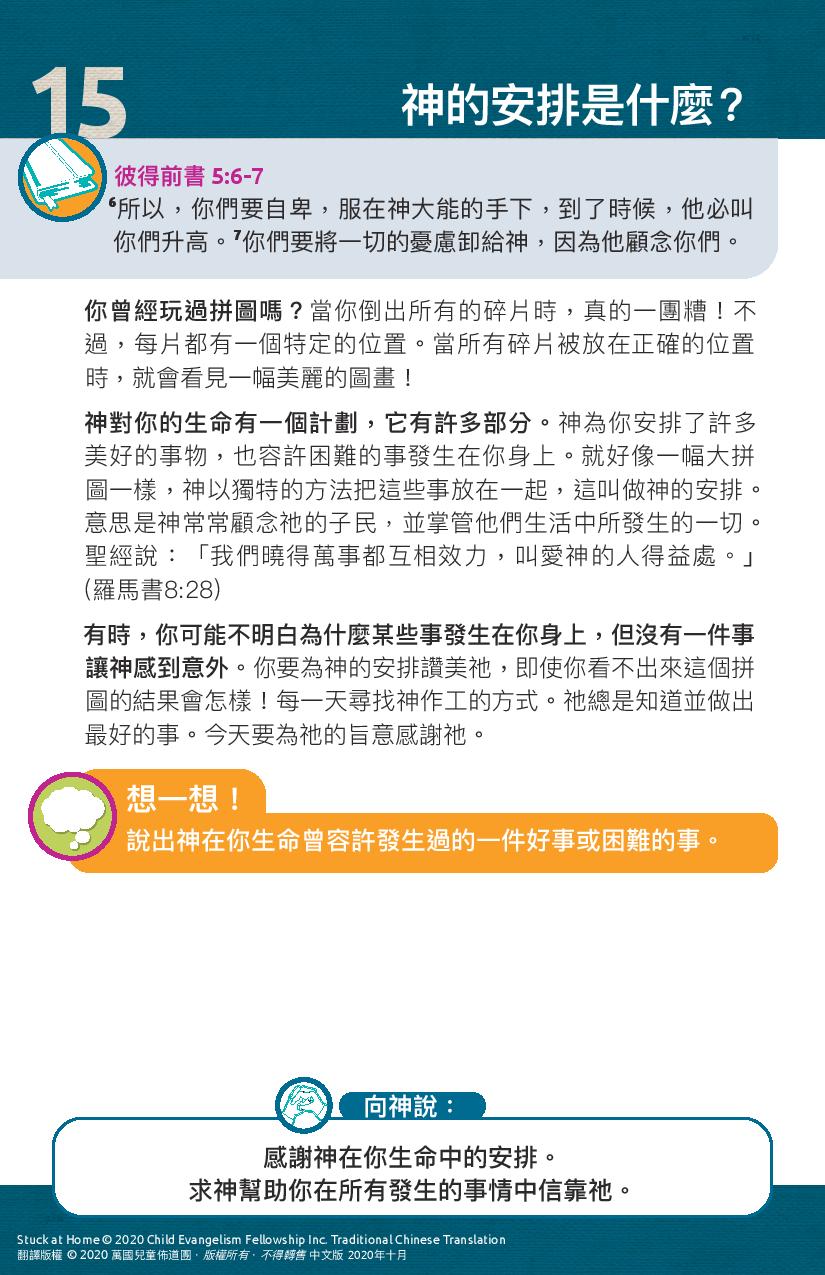 15
神的安排是什麼？
彼得前書 5:6-7
⁶所以，你們要自卑，服在神大能的手下，到了時候，他必叫
你們升高。⁷你們要將一切的憂慮卸給神，因為他顧念你們。
你曾經玩過拼圖嗎？當你倒出所有的碎片時，真的一團糟！不
過，每片都有一個特定的位置。當所有碎片被放在正確的位置
時，就會看見一幅美麗的圖畫！
神對你的生命有一個計劃，它有許多部分。神為你安排了許多
美好的事物，也容許困難的事發生在你身上。就好像一幅大拼
圖一樣，神以獨特的方法把這些事放在一起，這叫做神的安排。
意思是神常常顧念祂的子民，並掌管他們生活中所發生的一切。
聖經說：「我們曉得萬事都互相效力，叫愛神的人得益處。」
(羅馬書8:28)
有時，你可能不明白為什麼某些事發生在你身上，但沒有一件事
讓神感到意外。你要為神的安排讚美祂，即使你看不出來這個拼
圖的結果會怎樣！每一天尋找神作工的方式。祂總是知道並做出
最好的事。今天要為祂的旨意感謝祂。
想一想！
說出神在你生命曾容許發生過的一件好事或困難的事。
向神說：
感謝神在你生命中的安排。
求神幫助你在所有發生的事情中信靠祂。
Stuck at Home © 2020 Child Evangelism Fellowship Inc. Traditional Chinese Translation
翻譯版權 © 2020 萬國兒童佈道團．版權所有．不得轉售 中文版 2020年十月